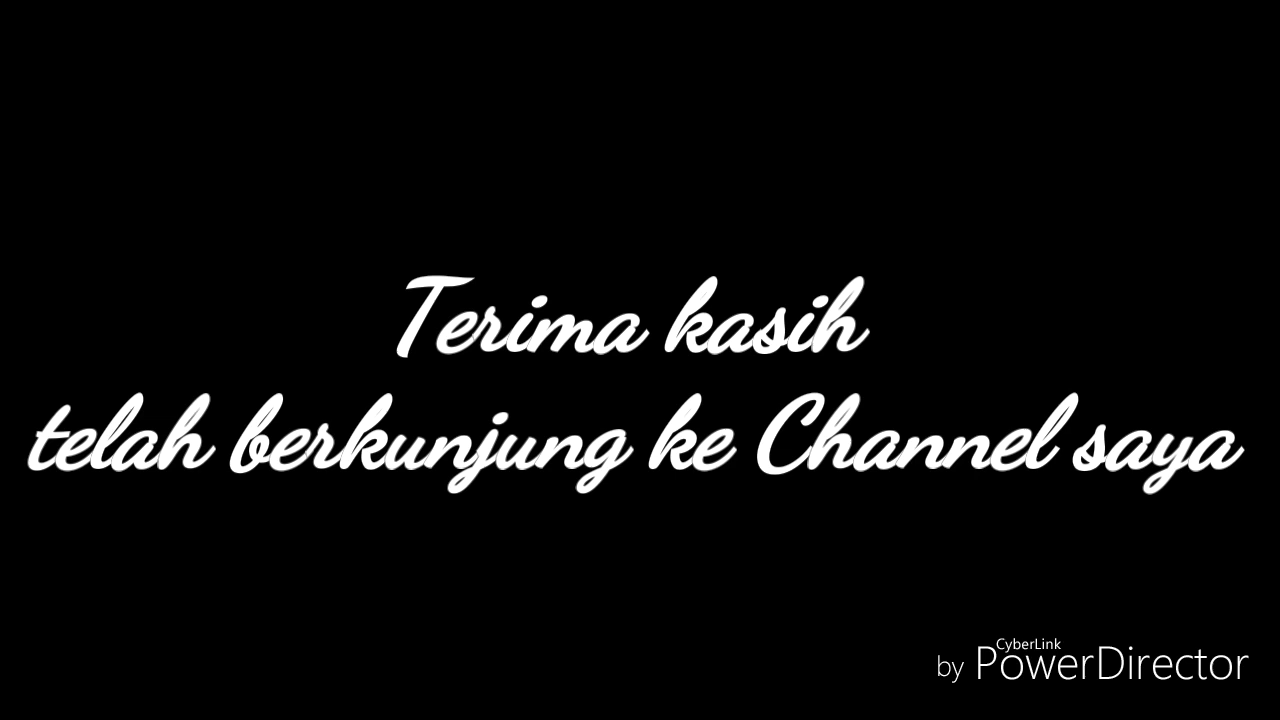 Terima kasih
telah berkunjung ke Channel saya
CyberLink
by PowerDirector